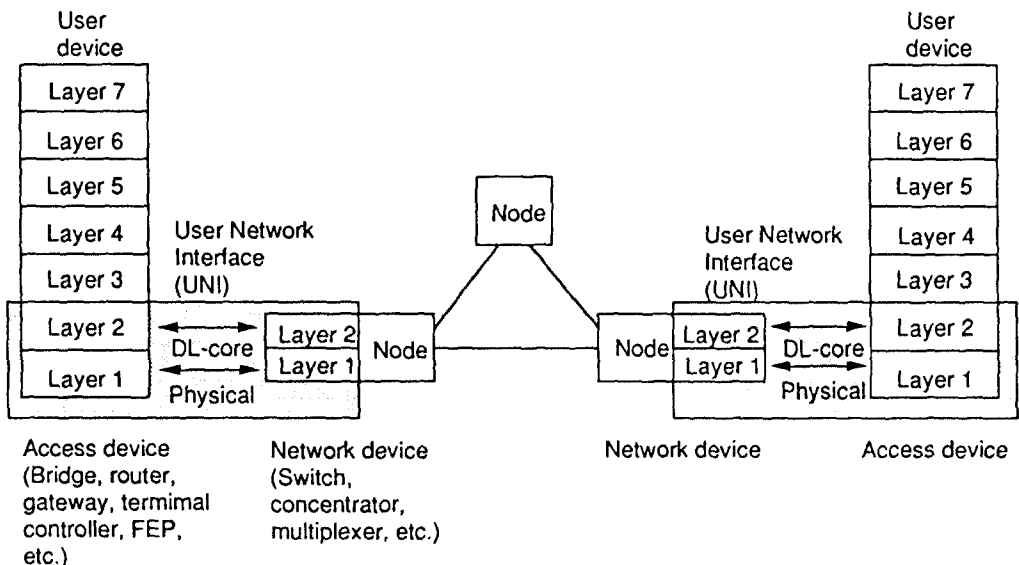 User
device
Layer 7
Layer 6
Layer 5
Layer 4
Layer 3
Layer 2
Layer 1
User Network
Interface
(UNI)
DL-core
Physical
Layer 2
Layer 1
Node
Node
Node
Layer 2
Layer 1
User Network
Interface
(UNI)
DL-core
Physical
User
device
Layer 7
Layer 6
Layer 5
Layer 4
Layer 3
Layer 2
Layer 1
Access device
(Bridge, router,
gateway, termimal
controller, FEP,
etc.)
Network device
(Switch,
concentrator,
multiplexer, etc.)
Network device
Access device